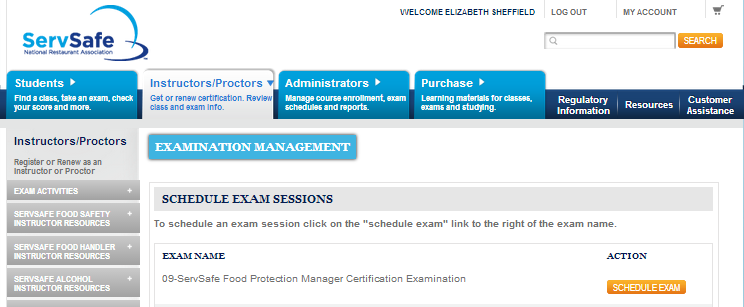 WELCOME ELIZABETH SHEFFIELD
LOG OUT
MY ACCOUNT
ServSafe
National Restaurant Association
SEARCH
Students
Find a class, take an exam, check
your score and more.
Instructors/Proctors
Get or renew certification. Review
class and exam info.
Administrators
Manage course enrollment, exam
schedules and reports.
Purchase
Learning materials for classes,
exams and studying.
Regulatory
Information
Resources
Customer
Assistance
Instructors/Proctors
Register or Renew as an
Instructor or Proctor
EXAM ACTIVITIES +
SERVSAFE FOOD SAFETY +
INSTRUCTOR RESOURCES
SERVSAFE FOOD HANDLER +
INSTRUCTOR RESOURCES
SERVSAFE ALCOHOL +
INSTRUCTOR RESOURCES
EXAMINATION MANAGEMENT
SCHEDULE EXAM SESSIONS
To schedule an exam session click on the "schedule exam" link to the right of the exam name.
EXAM NAME
ACTION
09-ServSafe Food Protection Manager Certification Examination
SCHEDULE EXAM